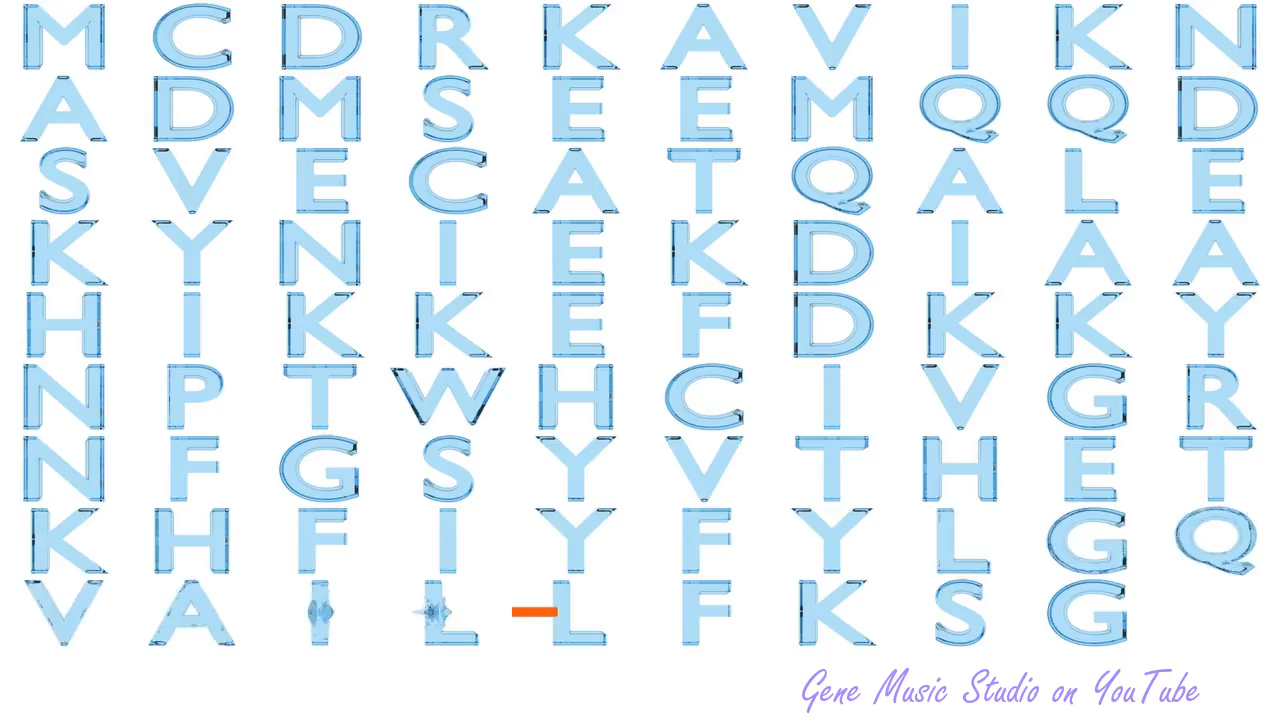 M C D R K A V I K N
A D M S E E M Q Q D
S V E C A T Q A L E
K Y N I E K D I A A
H I K K E F D K K Y
N P T W H C I V G R
N F G S Y V T H E T
K H F I Y F Y L G Q
V A I L L F K S G
Gene Music Studio on YouTube